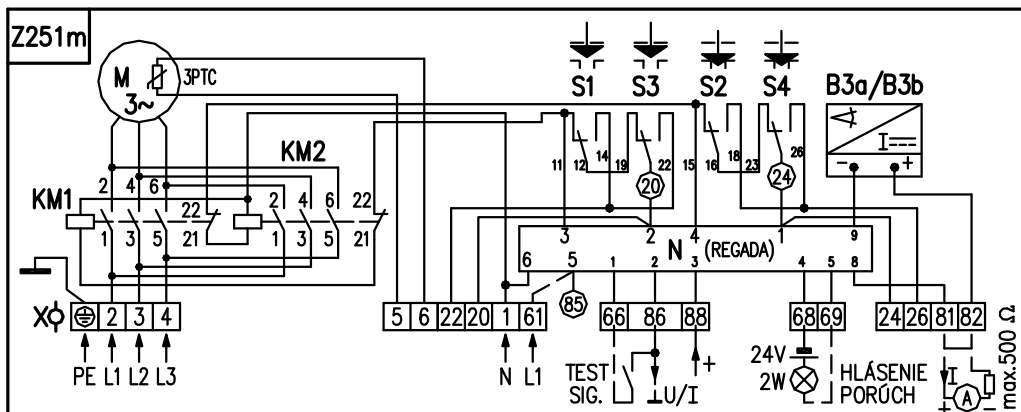 Z251m
M
3~
3PTC
S1 S3 S2 S4 B3a/B3b
I
- +
KM2
KM1
2 4 6 22
1 3 5 21
2 4 6 22
1 3 5 21
11 12 14 19 22 15 16 18 23 26
20 24
3 2 4 1 9
N (REGADA)
6 5 1 2 3 4 5 8
85
X
2 3 4
5 6 22 20 1 61
66 86 88
68 69
24 26 81 82
PE L1 L2 L3
N L1
TEST
SIG.
⊥U/I
+
24V
2W
HLÁSENIE
PORÚCH
I
A
- +
max.500 Ω